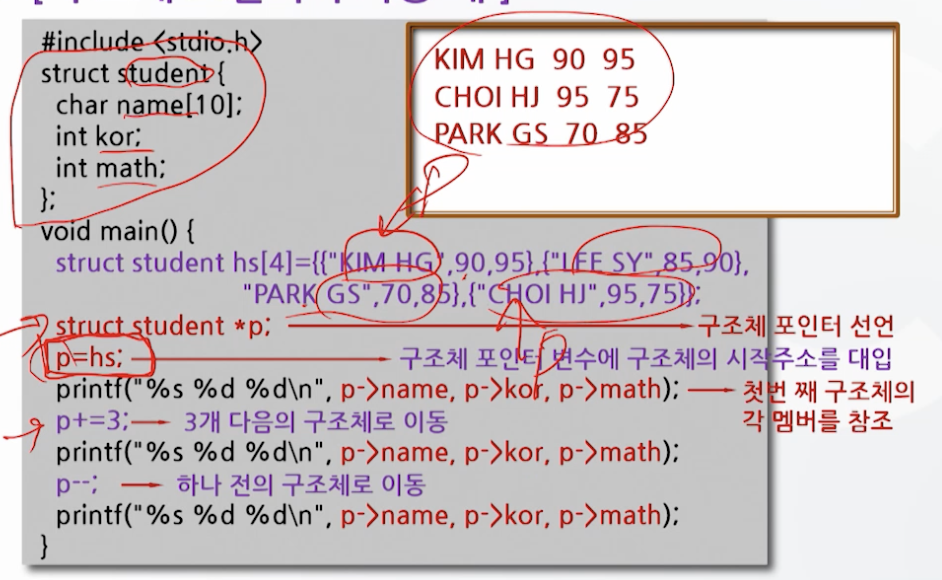 #include <stdio.h>
struct student {
char name[10];
int kor;
int math;
};
void main() {
struct student hs[4]={{"KIM HG",90,95},{"LEE SY",85,90},
"PARK GS",70,85},{"CHOI HJ",95,75}};
struct student *p; 구조체 포인터 선언
p=hs; 구조체 포인터 변수에 구조체의 시작주소를 대입
printf("%s %d %d\n", p->name, p->kor, p->math); 첫번 째 구조체의
각 멤버를 참조
p+=3; 3개 다음의 구조체로 이동
printf("%s %d %d\n", p->name, p->kor, p->math);
p--; 하나 전의 구조체로 이동
printf("%s %d %d\n", p->name, p->kor, p->math);
}
KIM HG 90 95
CHOI HJ 95 75
PARK GS 70 85
p
p